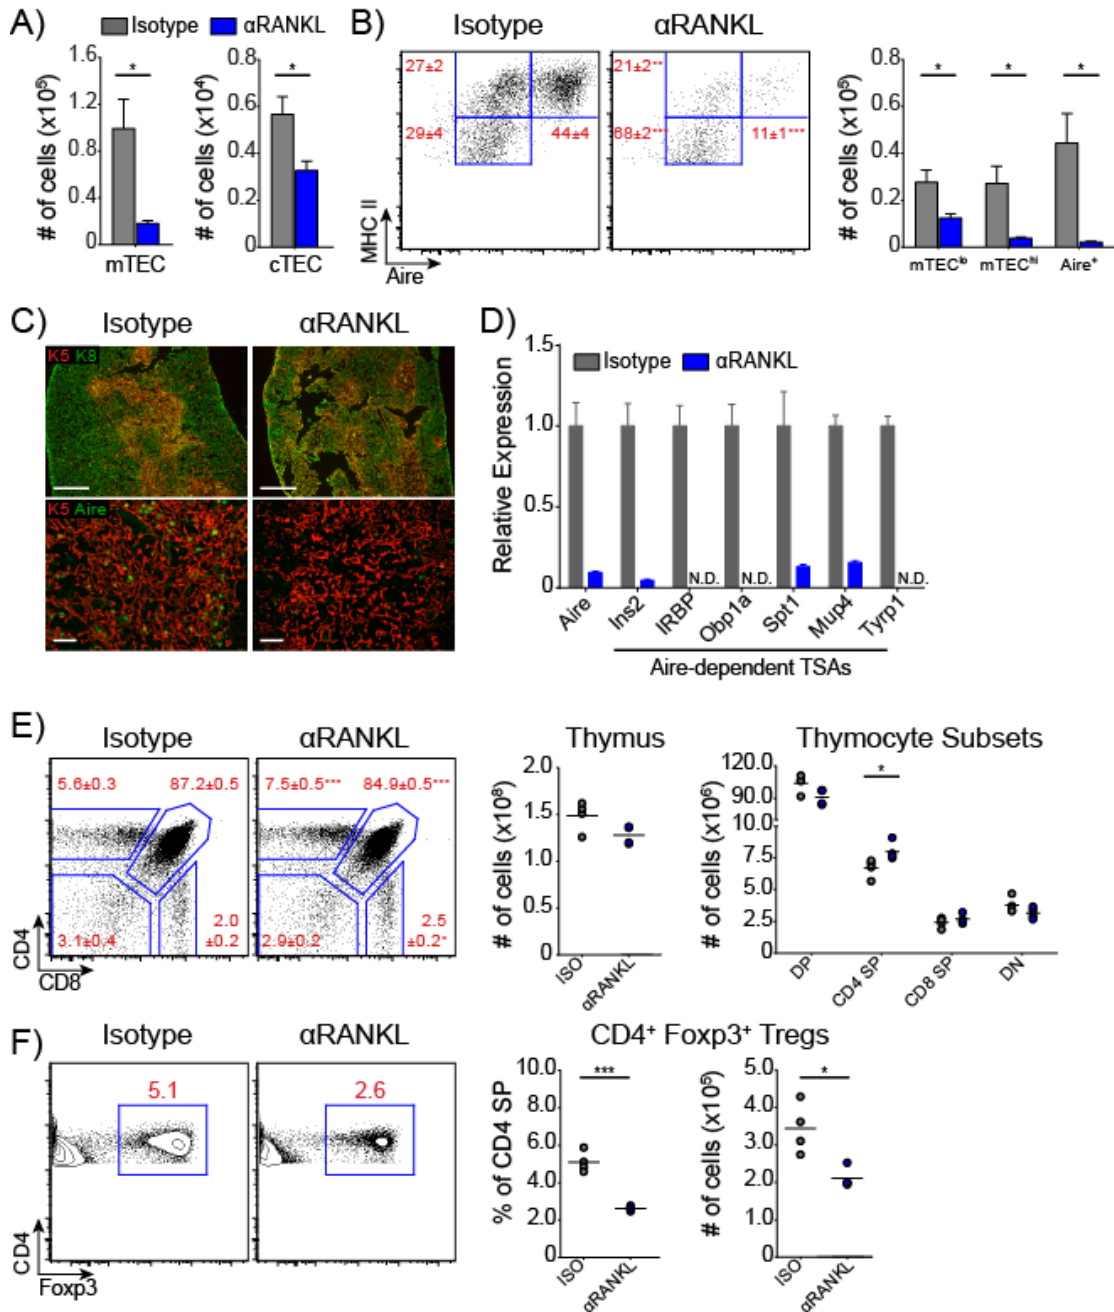 A)
Isotype αRANKL
# of cells (x10⁵)
1.6
1.2
0.8
0.4
0
*
mTEC
# of cells (x10⁴)
0.8
0.6
0.4
0.2
0
*
cTEC
B)
Isotype
αRANKL
27±2
29±4
44±4
21±2**
68±2***
11±1***
MHC II
Aire
# of cells (x10⁵)
0.8
0.6
0.4
0.2
0
* * *
mTECˡᵒ mTECʰⁱ Aire⁺
C)
Isotype
αRANKL
K5 K8
K5 Aire
D)
Isotype αRANKL
Relative Expression
1.5
1.0
0.5
0
N.D. N.D. N.D.
Aire Ins2 IRBP Obp1a Spt1 Mup4 Tyrp1
Aire-dependent TSAs
E)
Isotype
αRANKL
5.6±0.3 87.2±0.5
3.1±0.4
2.0
±0.2
7.5±0.5*** 84.9±0.5***
2.9±0.2
2.5
±0.2*
CD4
CD8
Thymus
# of cells (x10⁸)
2.0
1.5
1.0
0.5
0
ISO αRANKL
Thymocyte Subsets
# of cells (x10⁶)
120.0
90.0
10.0
7.5
5.0
2.5
0
*
DP CD4 SP CD8 SP DN
F)
Isotype
αRANKL
5.1
2.6
CD4
Foxp3
CD4⁺ Foxp3⁺ Tregs
% of CD4 SP
10.0
8.0
6.0
4.0
2.0
0
***
ISO αRANKL
# of cells (x10⁵)
5.0
4.0
3.0
2.0
1.0
0
*
ISO αRANKL